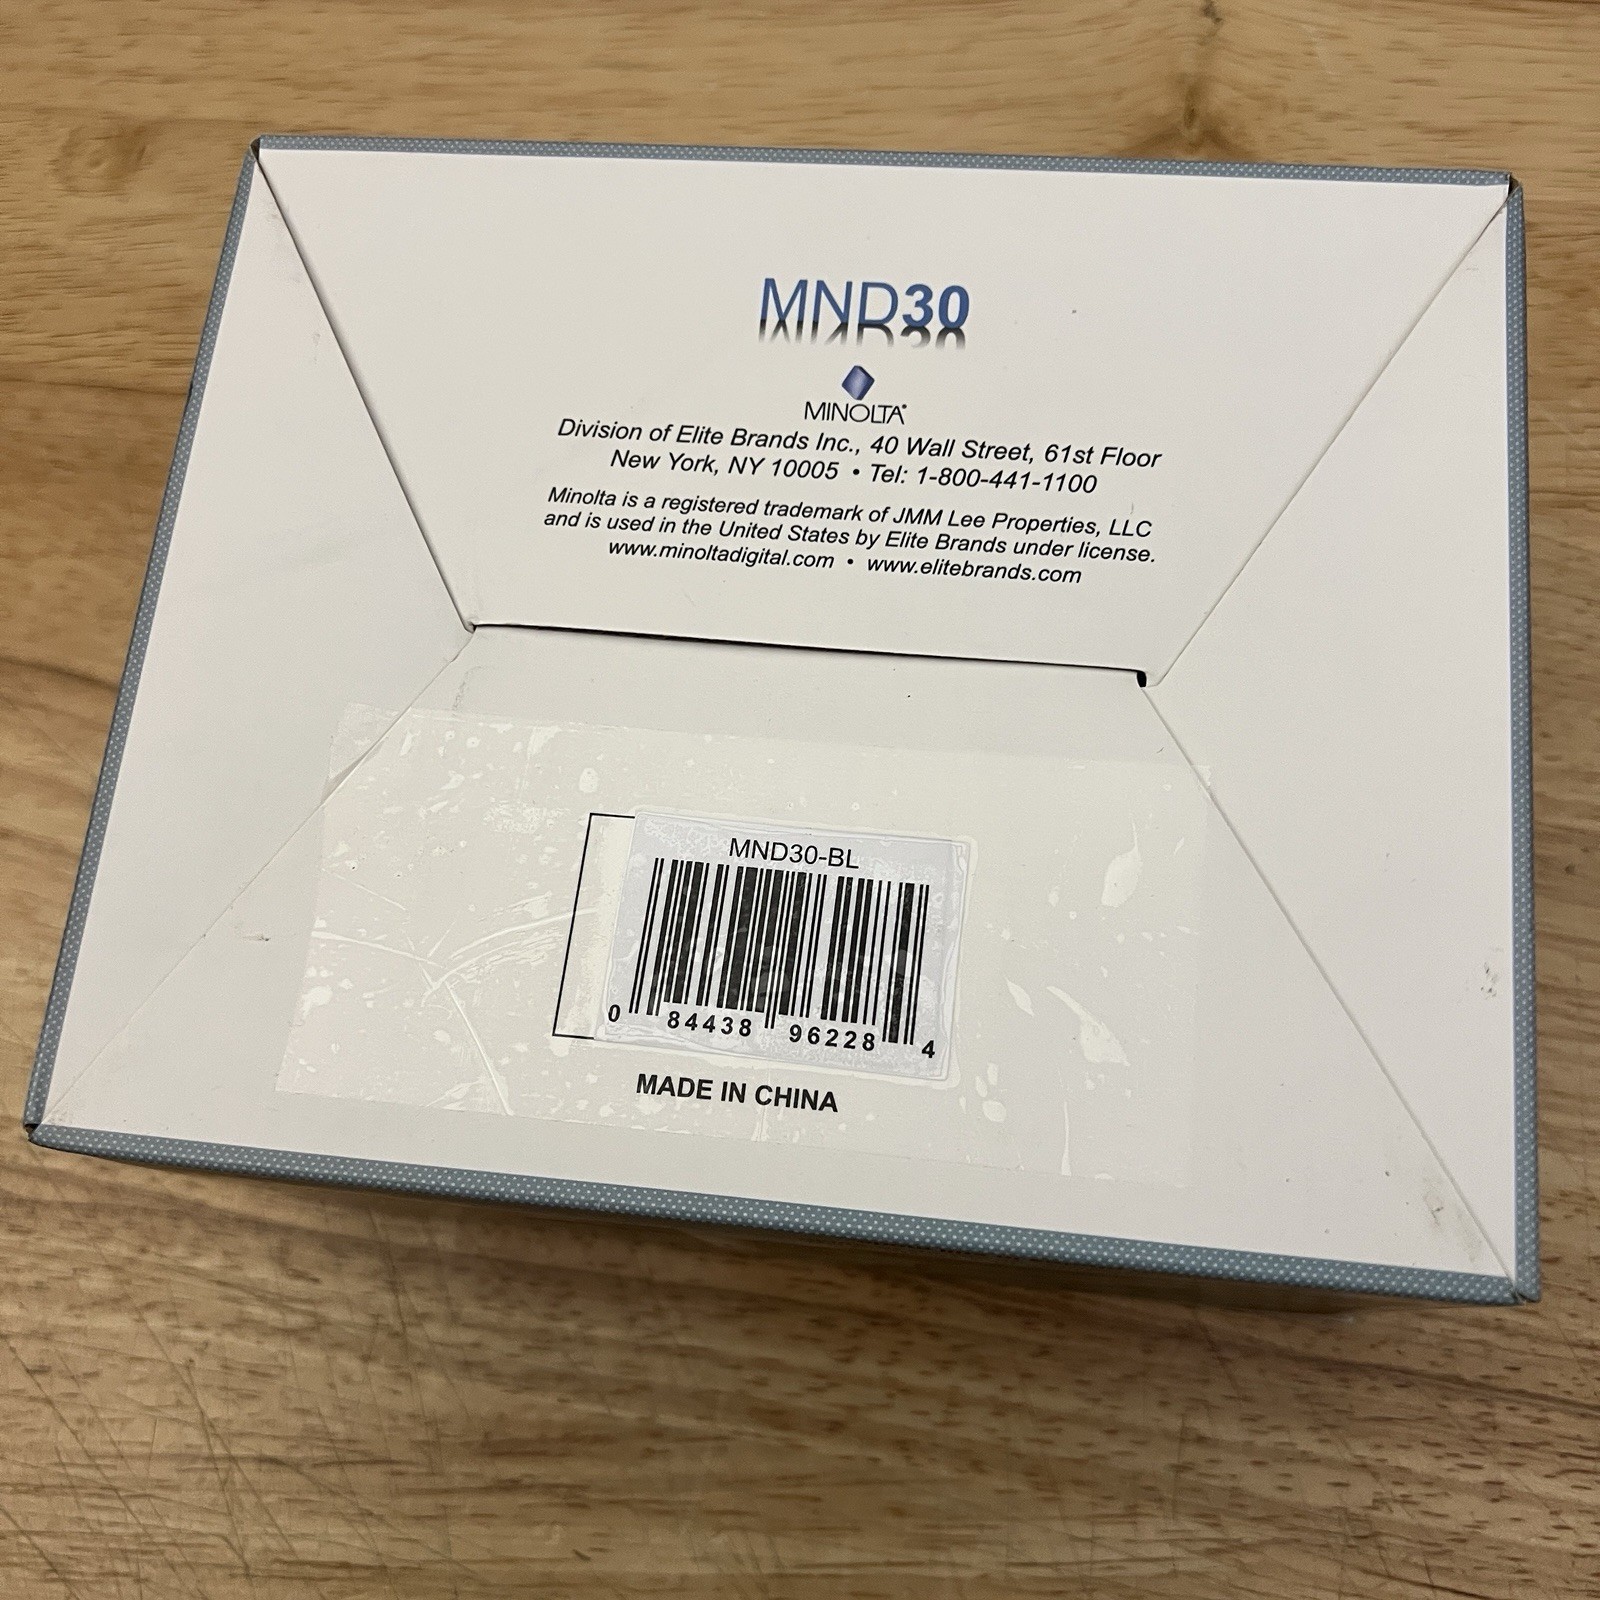 MND30
MINOLTA®
Division of Elite Brands Inc., 40 Wall Street, 61st Floor
New York, NY 10005 • Tel: 1-800-441-1100
Minolta is a registered trademark of JMM Lee Properties, LLC
and is used in the United States by Elite Brands under license.
www.minoltadigital.com • www.elitebrands.com
MND30-BL
0 84438 96228 4
MADE IN CHINA